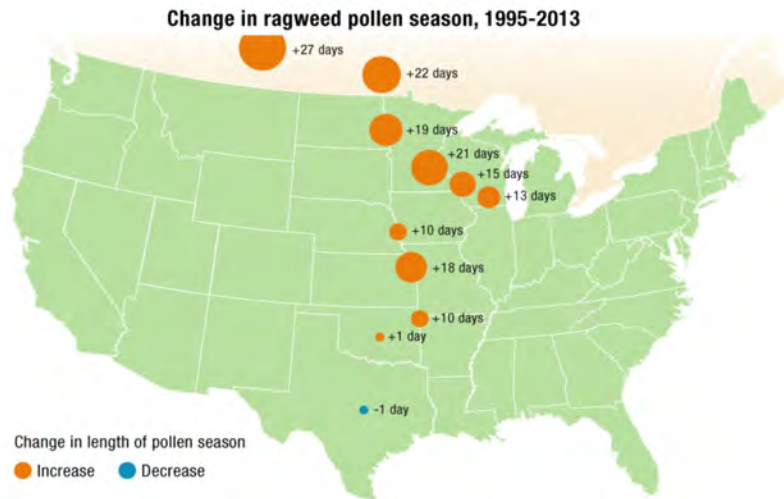 Change in ragweed pollen season, 1995-2013
+27 days
+22 days
+19 days
+21 days
+15 days
+13 days
+10 days
+18 days
+10 days
+1 day
-1 day
Change in length of pollen season
Increase Decrease